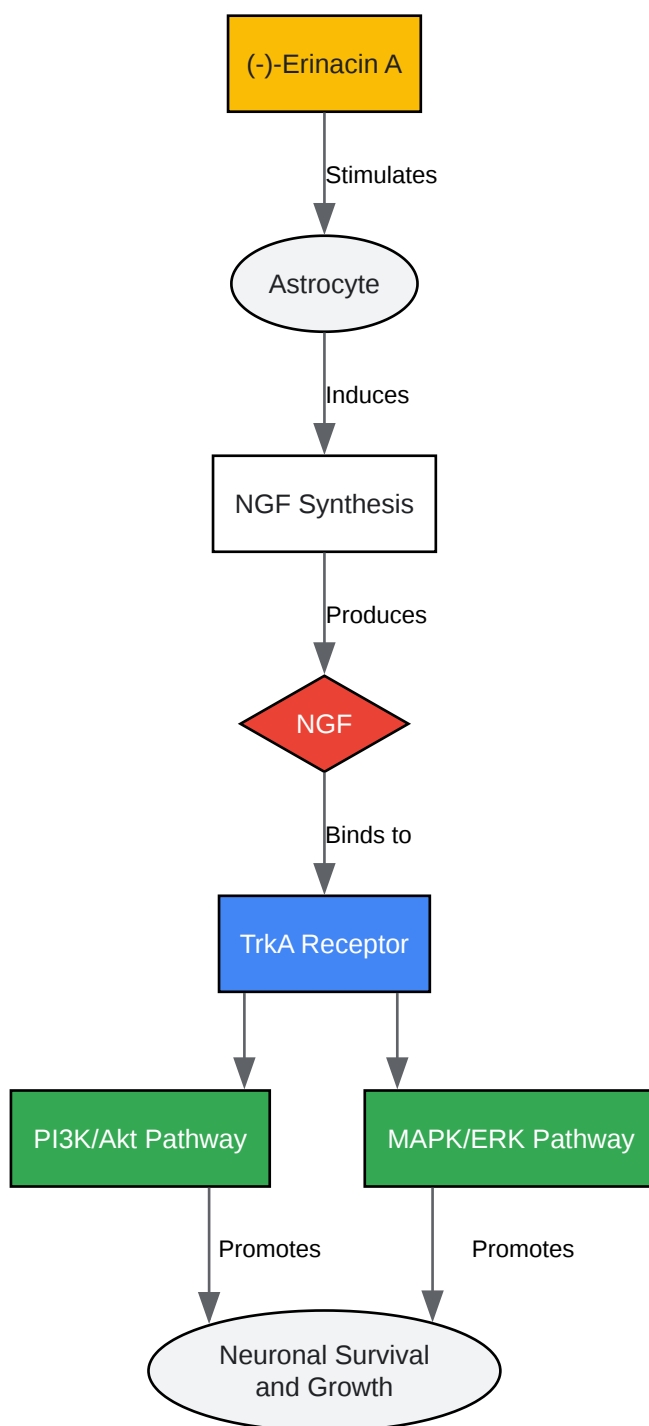 (-)-Erinacin A
Stimulates
Astrocyte
Induces
NGF Synthesis
Produces
NGF
Binds to
TrkA Receptor
PI3K/Akt Pathway
MAPK/ERK Pathway
Promotes
Promotes
Neuronal Survival
and Growth